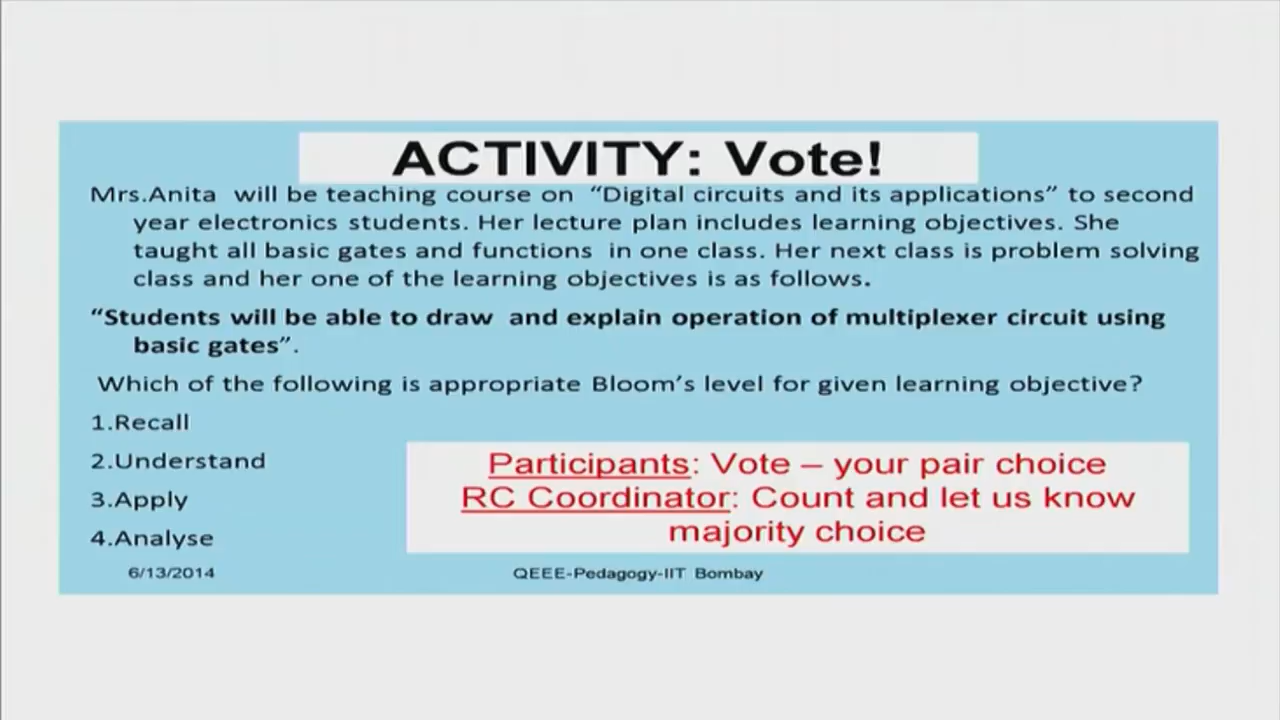 ACTIVITY: Vote!
Mrs.Anita will be teaching course on “Digital circuits and its applications” to second
year electronics students. Her lecture plan includes learning objectives. She
taught all basic gates and functions in one class. Her next class is problem solving
class and her one of the learning objectives is as follows.
“Students will be able to draw and explain operation of multiplexer circuit using
basic gates”.
Which of the following is appropriate Bloom’s level for given learning objective?
1.Recall
2.Understand
3.Apply
4.Analyse
Participants: Vote – your pair choice
RC Coordinator: Count and let us know
majority choice
6/13/2014
QEEE-Pedagogy-IIT Bombay